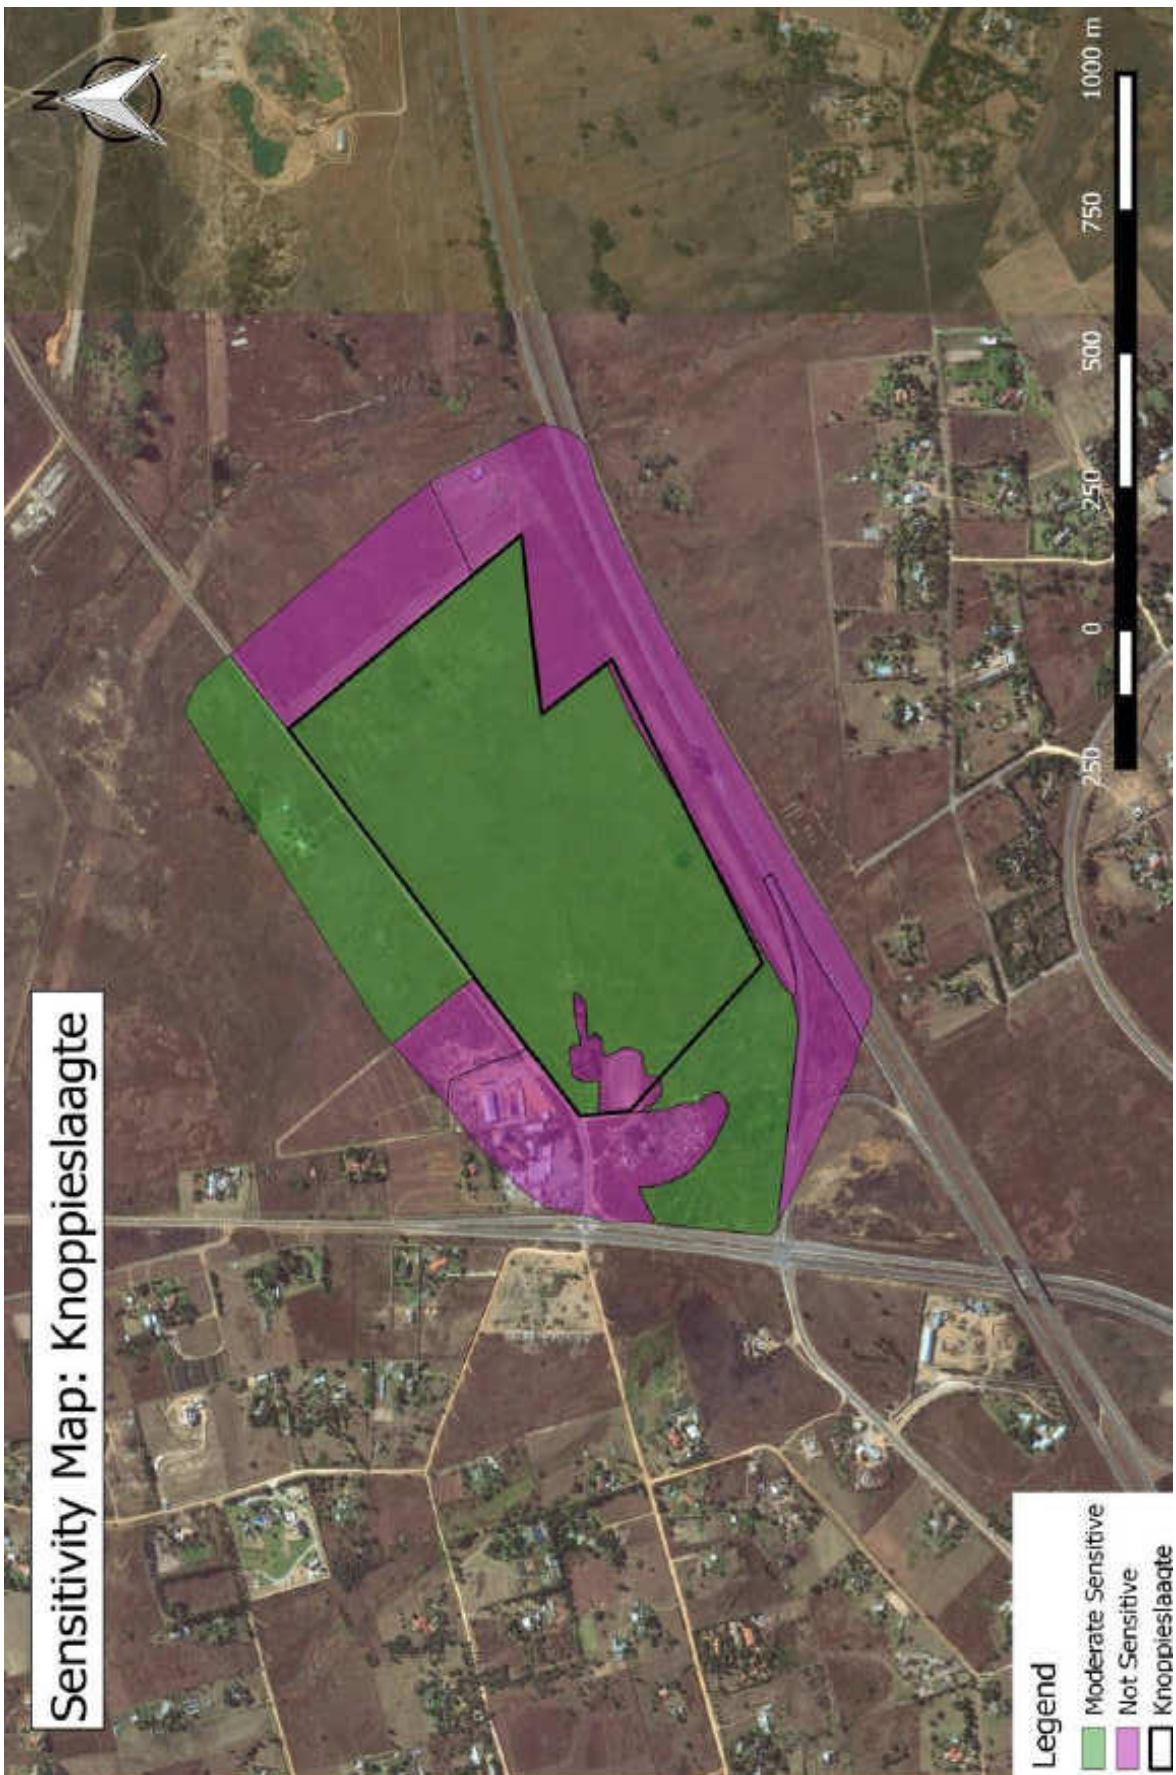 Sensitivity Map: Knoppieslaagte
N
250 0 250 500 750 1000 m
Legend
Moderate Sensitive
Not Sensitive
Knoppieslaagte